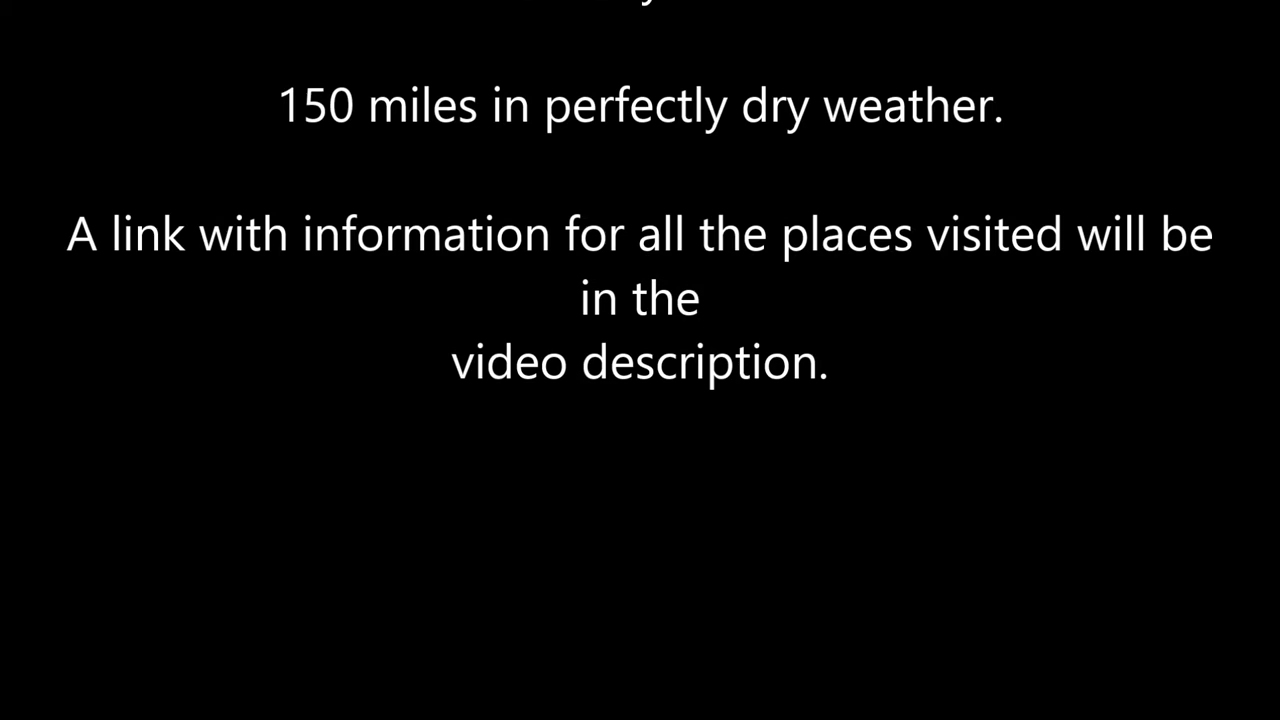 150 miles in perfectly dry weather.
A link with information for all the places visited will be
in the
video description.